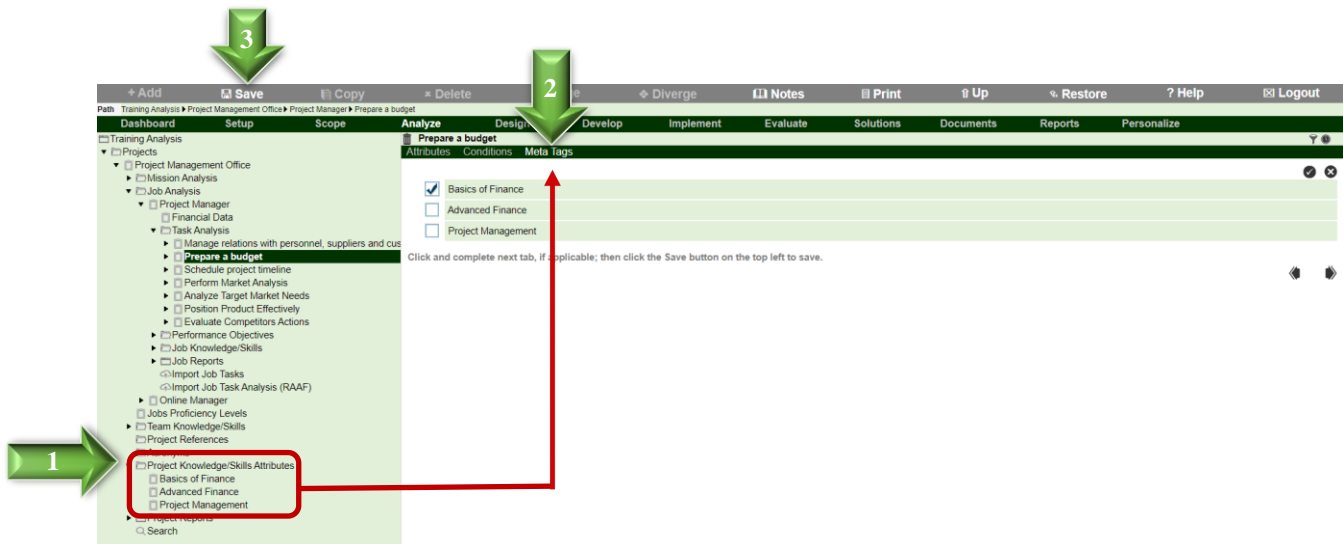 3
2
+ Add Save Copy × Delete Diverge Notes Print Up Restore ? Help Logout
Path Training Analysis Project Management Office Project Manager Prepare a budget
Dashboard Setup Scope Analyze Design Develop Implement Evaluate Solutions Documents Reports Personalize
Training Analysis
Projects
Project Management Office
Mission Analysis
Job Analysis
Project Manager
Financial Data
Task Analysis
Manage relations with personnel, suppliers and cus
Prepare a budget
Schedule project timeline
Perform Market Analysis
Analyze Target Market Needs
Position Product Effectively
Evaluate Competitors Actions
Performance Objectives
Job Knowledge/Skills
Job Reports
Import Job Tasks
Import Job Task Analysis (RAAF)
Online Manager
Jobs Proficiency Levels
Team Knowledge/Skills
Project References
1
Project Knowledge/Skills Attributes
Basics of Finance
Advanced Finance
Project Management
Project Reports
Search
Prepare a budget
Attributes Conditions Meta Tags
Basics of Finance
Advanced Finance
Project Management
Click and complete next tab, if applicable; then click the Save button on the top left to save.